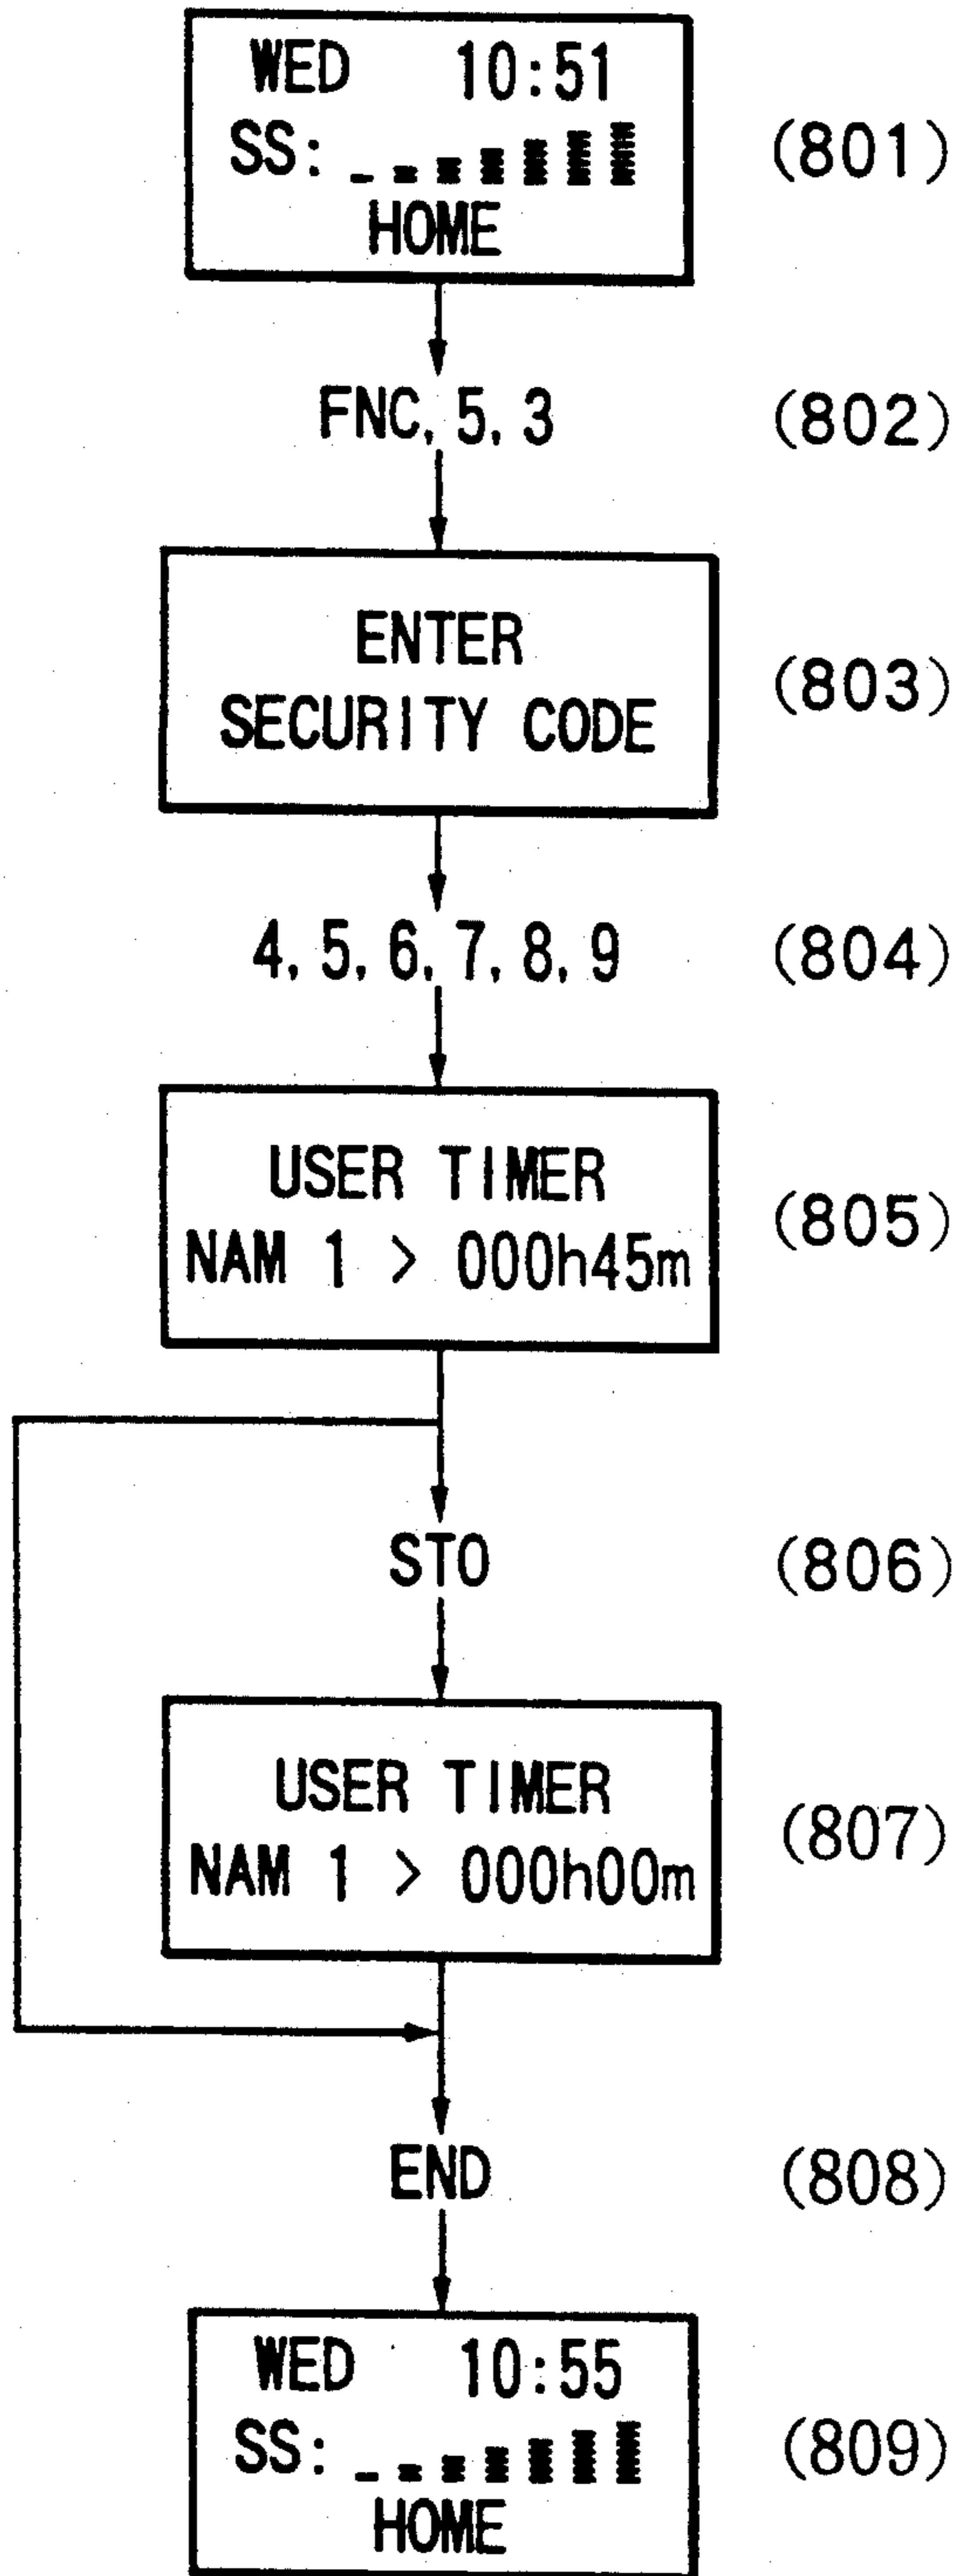 WED 10:51
SS:
HOME
(801)
FNC, 5, 3 (802)
ENTER
SECURITY CODE
(803)
4, 5, 6, 7, 8, 9 (804)
USER TIMER
NAM 1 > 000h45m
(805)
STO (806)
USER TIMER
NAM 1 > 000h00m
(807)
END (808)
WED 10:55
SS:
HOME
(809)